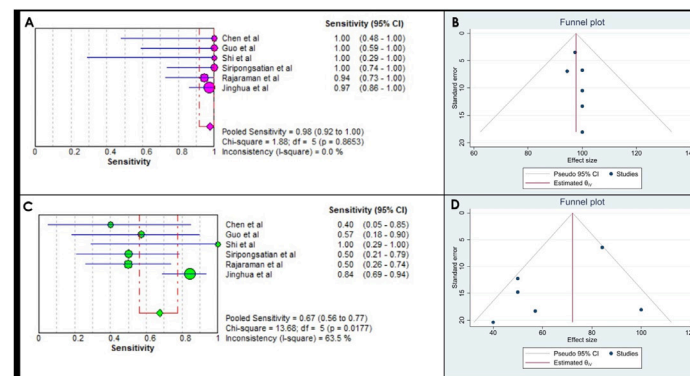 A
Sensitivity (95% CI)
Chen et al 1.00 (0.48 - 1.00)
Guo et al 1.00 (0.59 - 1.00)
Shi et al 1.00 (0.29 - 1.00)
Siripongsatian et al 1.00 (0.74 - 1.00)
Rajaraman et al 0.94 (0.73 - 1.00)
Jinghua et al 0.97 (0.86 - 1.00)
Pooled Sensitivity = 0.98 (0.92 to 1.00)
Chi-square = 1.88; df = 5 (p = 0.8653)
Inconsistency (I-square) = 0.0 %
0 0.2 0.4 0.6 0.8 1
Sensitivity
B
Funnel plot
Standard error
0
5
10
15
20
60 80 100 120 140
Effect size
Pseudo 95% CI Studies
Estimated θIV
C
Sensitivity (95% CI)
Chen et al 0.40 (0.05 - 0.85)
Guo et al 0.57 (0.18 - 0.90)
Shi et al 1.00 (0.29 - 1.00)
Siripongsatian et al 0.50 (0.21 - 0.79)
Rajaraman et al 0.50 (0.26 - 0.74)
Jinghua et al 0.84 (0.69 - 0.94)
Pooled Sensitivity = 0.67 (0.56 to 0.77)
Chi-square = 13.68; df = 5 (p = 0.0177)
Inconsistency (I-square) = 63.5 %
0 0.2 0.4 0.6 0.8 1
Sensitivity
D
Funnel plot
Standard error
0
5
10
15
20
40 60 80 100 120
Effect size
Pseudo 95% CI Studies
Estimated θIV